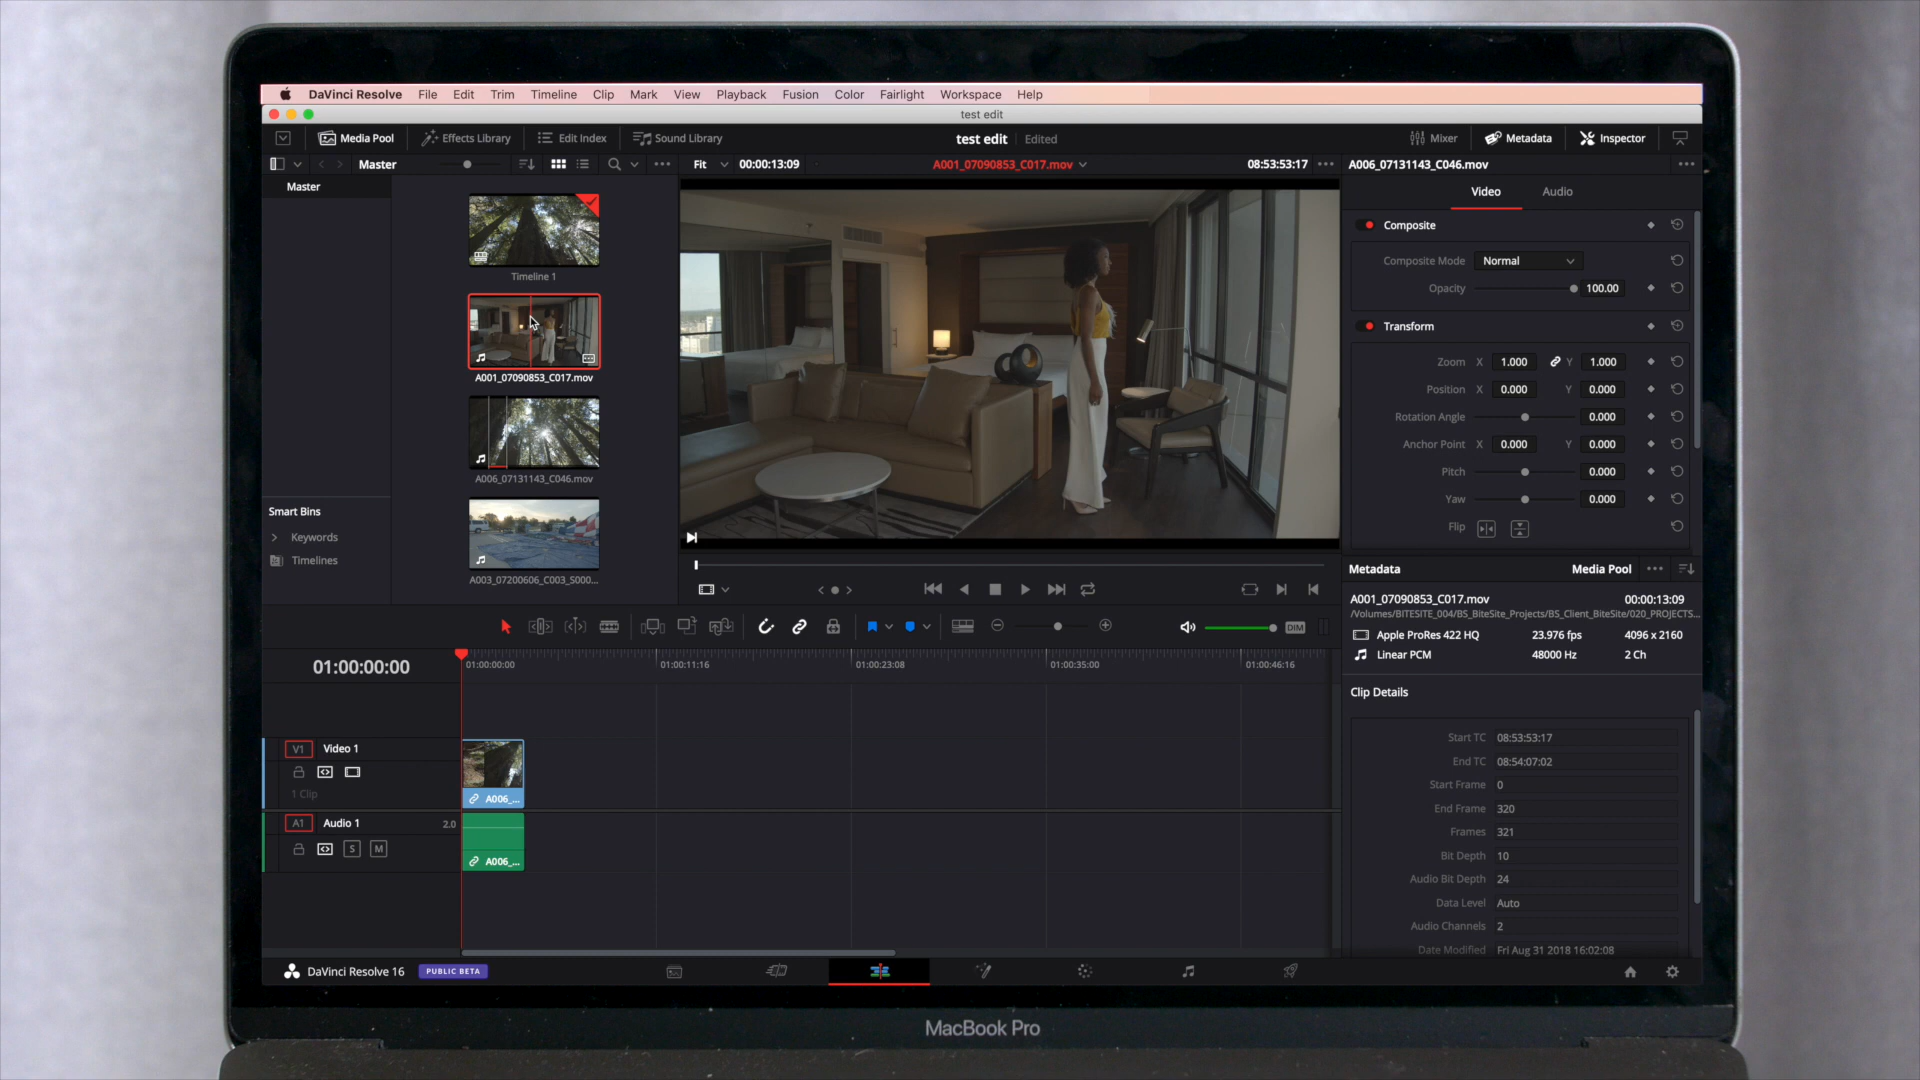 DaVinci Resolve File Edit Trim Timeline Clip Mark View Playback Fusion Color Fairlight Workspace Help
test edit
Media Pool Effects Library Edit Index Sound Library test edit Edited Mixer Metadata Inspector
Master Fit 00:00:13:09 A001_07090853_C017.mov 08:53:53:17 A006_07131143_C046.mov
Master
Video Audio
Composite
Composite Mode Normal
Opacity 100.00
Timeline 1
Transform
Zoom X 1.000 Y 1.000
A001_07090853_C017.mov
Position X 0.000 Y 0.000
Rotation Angle 0.000
Anchor Point X 0.000 Y 0.000
Pitch 0.000
A006_07131143_C046.mov
Yaw 0.000
Smart Bins
Flip
Keywords
Timelines
A003_07200606_C003_S000...
Metadata Media Pool
A001_07090853_C017.mov 00:00:13:09
/Volumes/BITESITE_004/BS_BiteSite_Projects/BS_Client_BiteSite/020_PROJECTS...
Apple ProRes 422 HQ 23.976 fps 4096 x 2160
Linear PCM 48000 Hz 2 Ch
DIM
01:00:00:00 01:00:00:00 01:00:11:16 01:00:23:08 01:00:35:00 01:00:46:16
Clip Details
Start TC 08:53:53:17
End TC 08:54:07:02
Start Frame 0
End Frame 320
Frames 321
Bit Depth 10
Audio Bit Depth 24
Data Level Auto
Audio Channels 2
Date Modified Fri Aug 31 2018 16:02:08
V1 Video 1
1 Clip
A006_...
A1 Audio 1 2.0
S M
A006_...
DaVinci Resolve 16 PUBLIC BETA
MacBook Pro